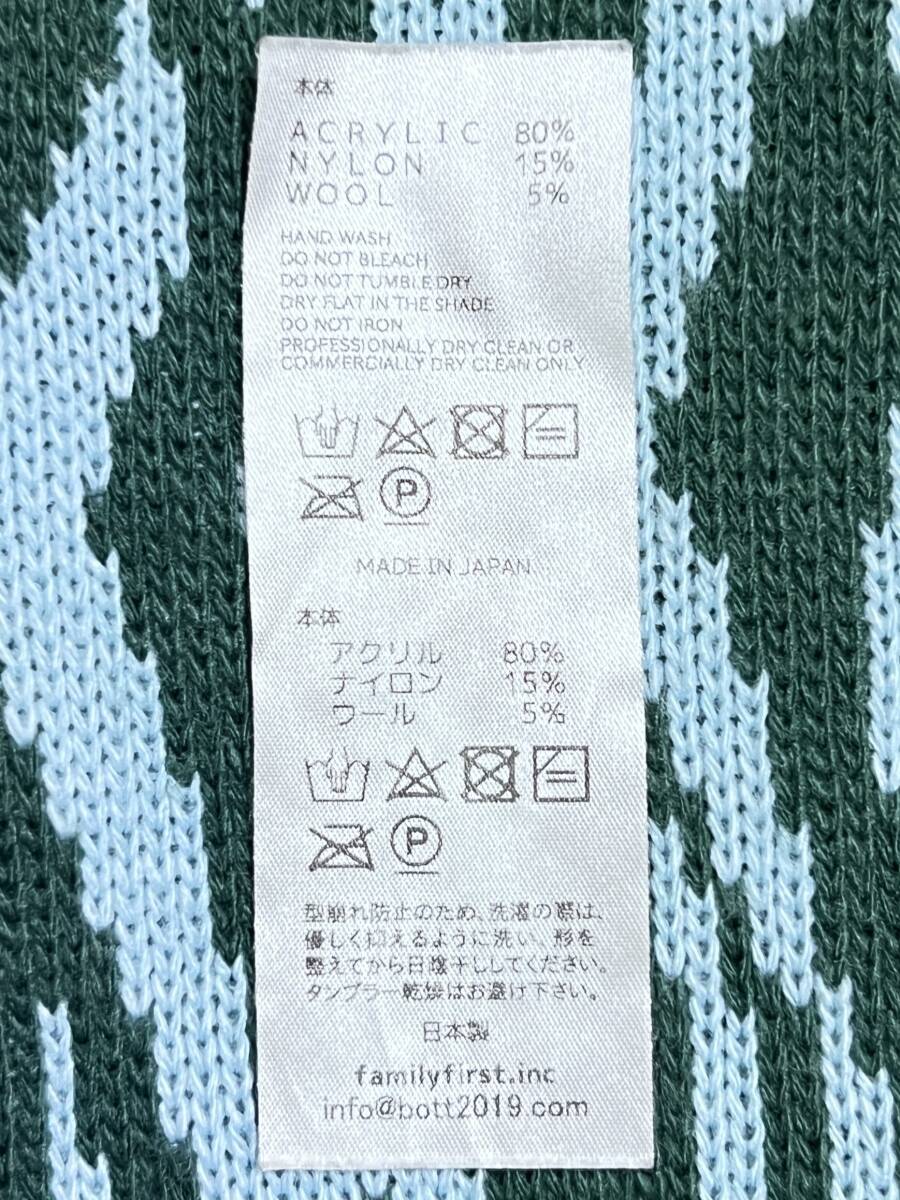 本体
ACRYLIC 80%
NYLON 15%
WOOL 5%
HAND WASH
DO NOT BLEACH
DO NOT TUMBLE DRY
DRY FLAT IN THE SHADE
DO NOT IRON
PROFESSIONALLY DRY CLEAN OR
COMMERCIALLY DRY CLEAN ONLY
P
MADE IN JAPAN
本体
アクリル 80%
ナイロン 15%
ウール 5%
P
型崩れ防止のため、洗濯の際は、
優しく抑えるように洗い、形を
整えてから日陰干ししてください。
タンブラー乾燥はお避け下さい。
日本製
familyfirst.inc
info@bott2019.com